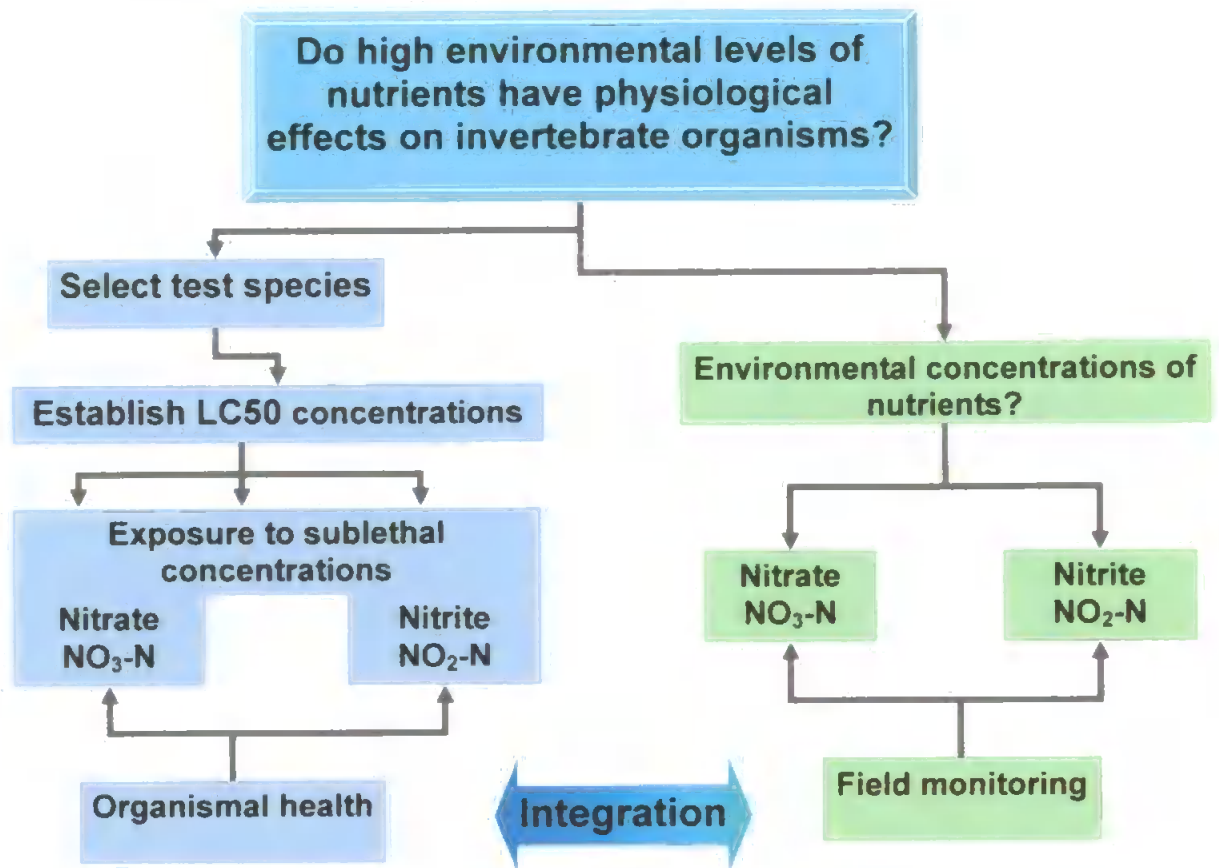 Do high environmental levels of
nutrients have physiological
effects on invertebrate organisms?
Select test species
Establish LC50 concentrations
Exposure to sublethal
concentrations
Nitrate
NO₃-N
Nitrite
NO₂-N
Organismal health
Environmental concentrations of
nutrients?
Nitrate
NO₃-N
Nitrite
NO₂-N
Field monitoring
Integration